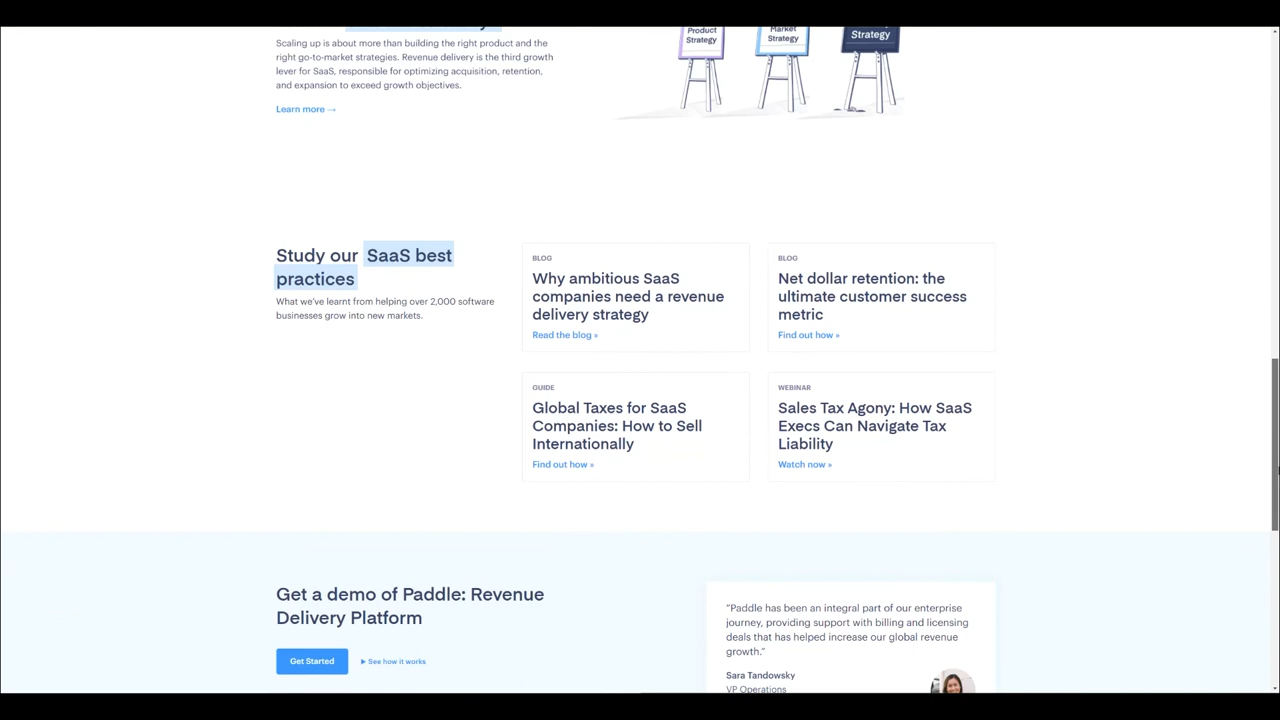 Product
Strategy
Market
Strategy
Strategy
Scaling up is about more than building the right product and the
right go-to-market strategies. Revenue delivery is the third growth
lever for SaaS, responsible for optimizing acquisition, retention,
and expansion to exceed growth objectives.
Learn more →
Study our SaaS best
practices
What we've learnt from helping over 2,000 software
businesses grow into new markets.
BLOG
Why ambitious SaaS
companies need a revenue
delivery strategy
Read the blog »
BLOG
Net dollar retention: the
ultimate customer success
metric
Find out how »
GUIDE
Global Taxes for SaaS
Companies: How to Sell
Internationally
Find out how »
WEBINAR
Sales Tax Agony: How SaaS
Execs Can Navigate Tax
Liability
Watch now »
Get a demo of Paddle: Revenue
Delivery Platform
Get Started
▶ See how it works
"Paddle has been an integral part of our enterprise
journey, providing support with billing and licensing
deals that has helped increase our global revenue
growth."
Sara Tandowsky
VP Operations